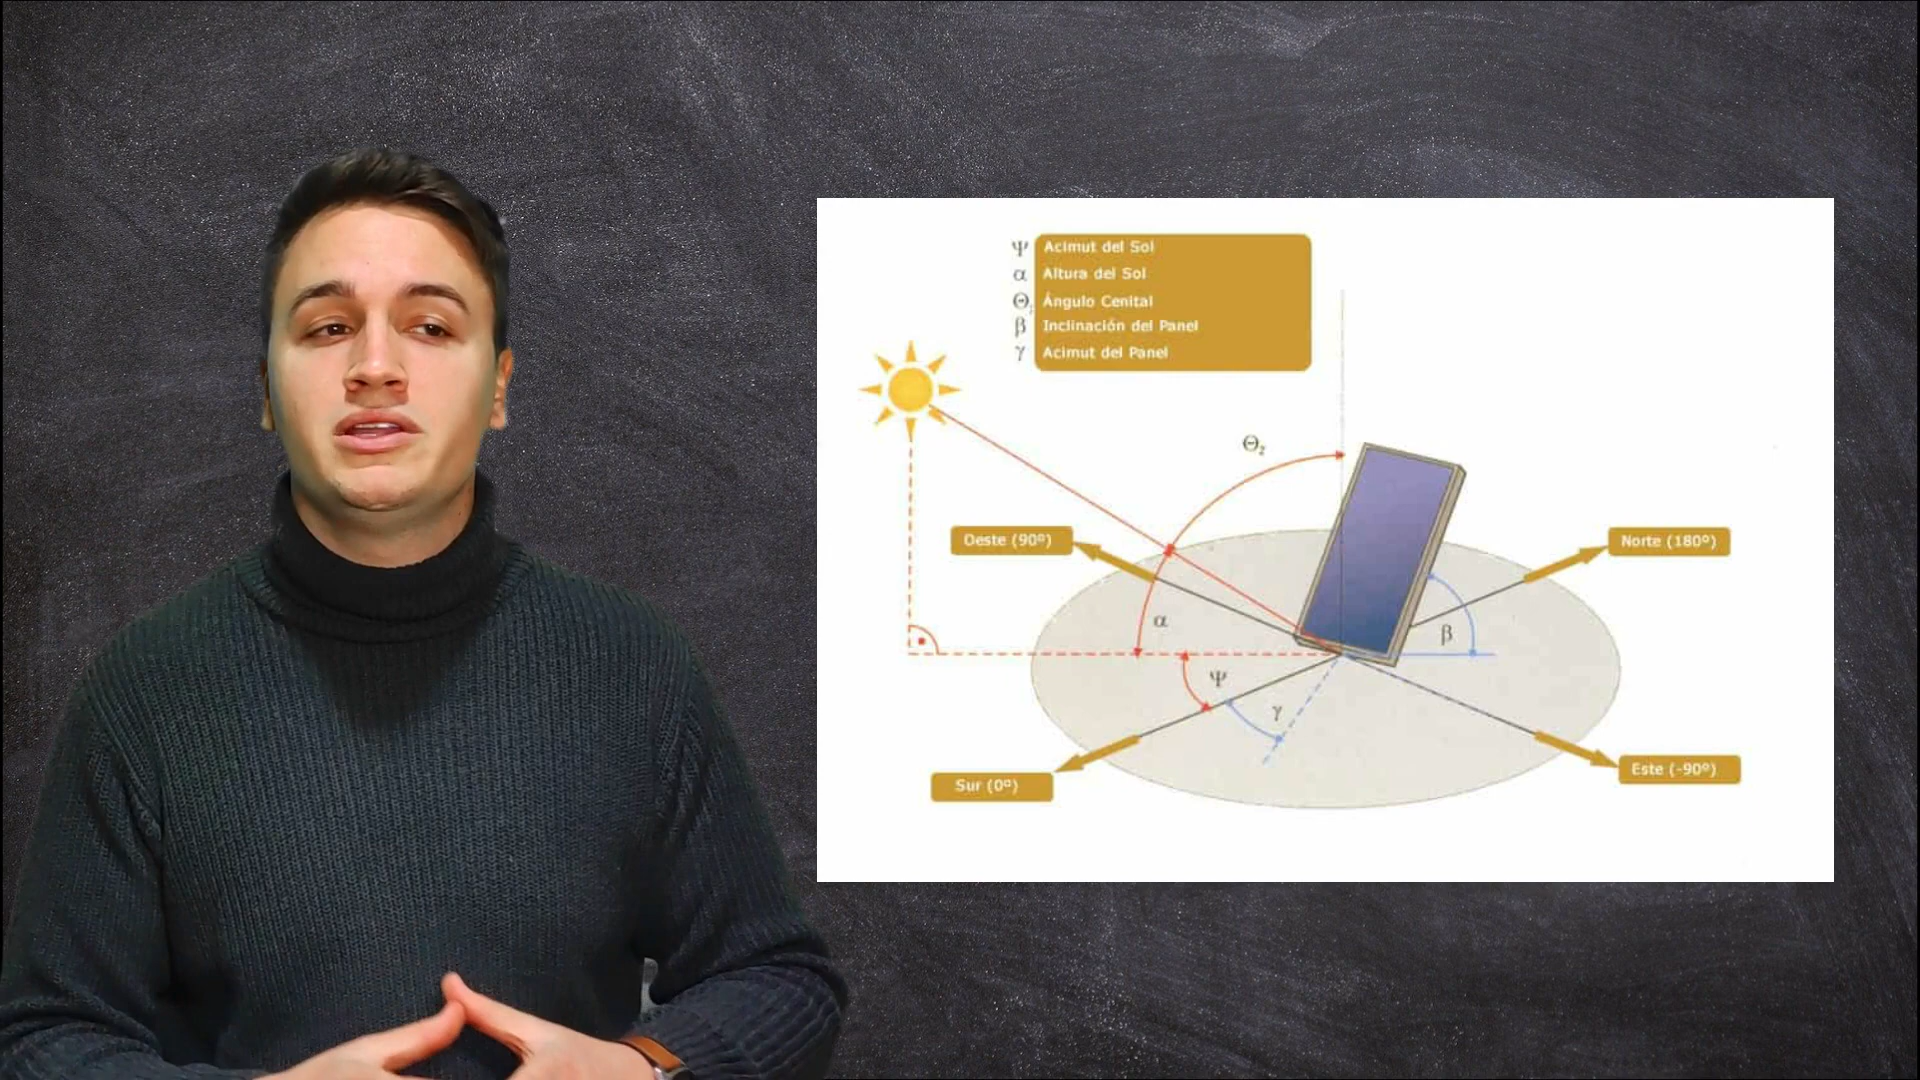 Ψ Acimut del Sol
α Altura del Sol
Θz Ángulo Cenital
β Inclinación del Panel
γ Acimut del Panel
Θz
Oeste (90º)
Norte (180º)
α
β
Ψ
γ
Sur (0º)
Este (-90º)